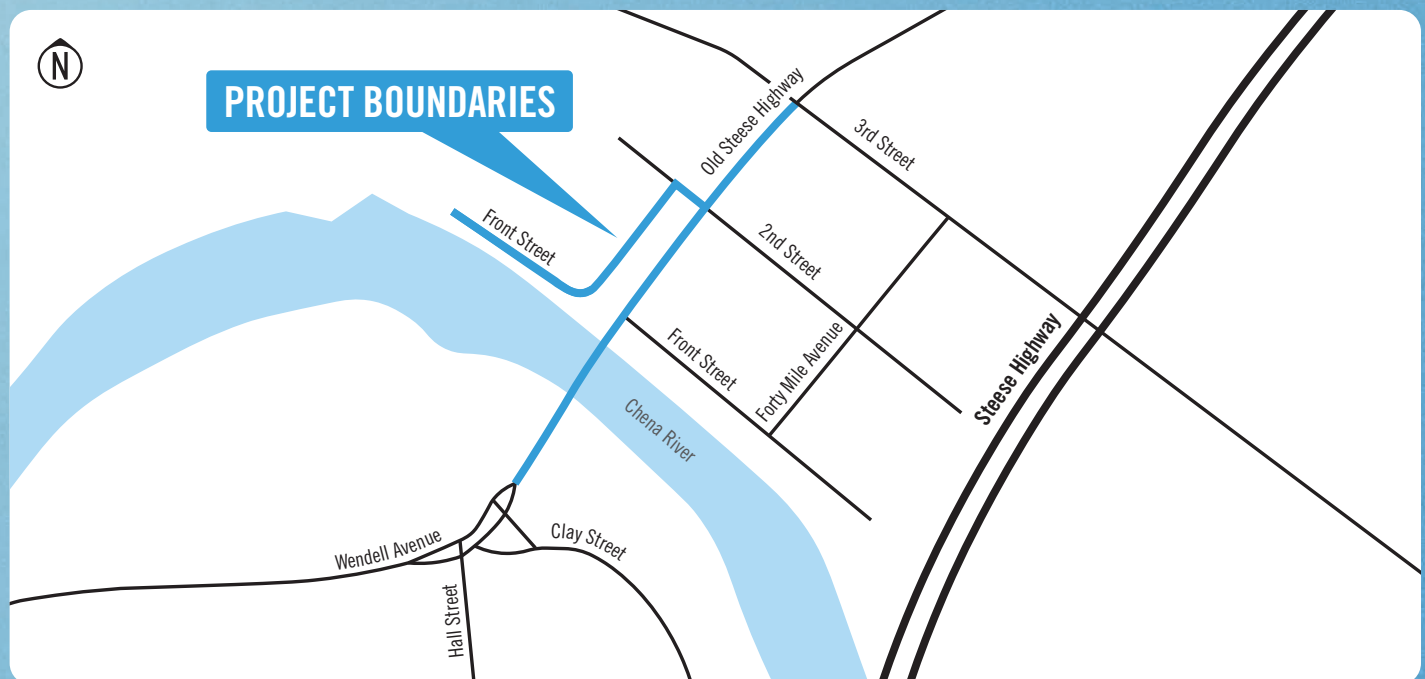 N
PROJECT BOUNDARIES
Old Steese Highway
3rd Street
Front Street
2nd Street
Front Street
Forty Mile Avenue
Steese Highway
Chena River
Wendell Avenue
Clay Street
Hall Street